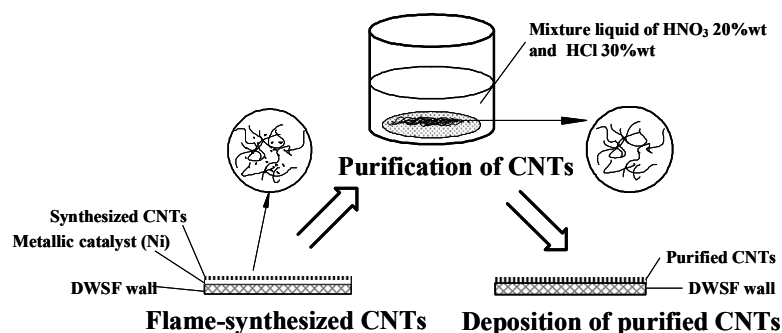 Mixture liquid of HNO₃ 20%wt
and HCl 30%wt
Purification of CNTs
Synthesized CNTs
Metallic catalyst (Ni)
DWSF wall
Flame-synthesized CNTs
Purified CNTs
DWSF wall
Deposition of purified CNTs